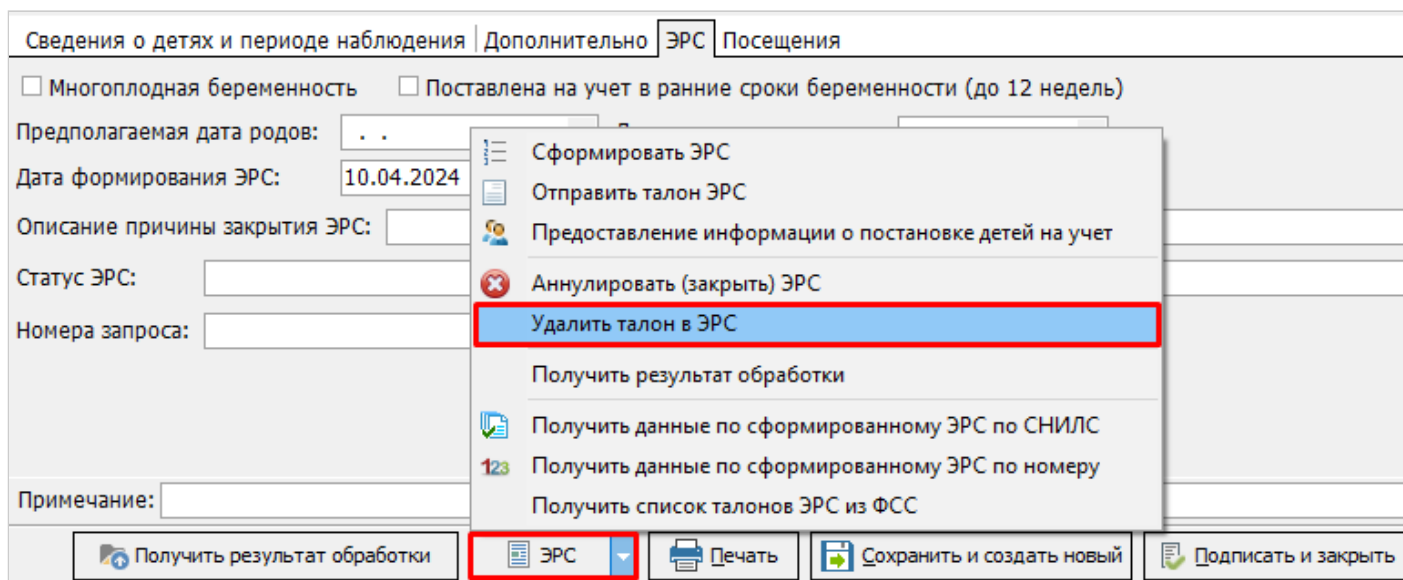 Сведения о детях и периоде наблюдения Дополнительно ЭРС Посещения
Многоплодная беременность Поставлена на учет в ранние сроки беременности (до 12 недель)
Предполагаемая дата родов: . .
Дата формирования ЭРС: 10.04.2024
Описание причины закрытия ЭРС:
Статус ЭРС:
Номера запроса:
Сформировать ЭРС
Отправить талон ЭРС
Предоставление информации о постановке детей на учет
Аннулировать (закрыть) ЭРС
Удалить талон в ЭРС
Получить результат обработки
Получить данные по сформированному ЭРС по СНИЛС
123 Получить данные по сформированному ЭРС по номеру
Получить список талонов ЭРС из ФСС
Примечание:
Получить результат обработки ЭРС Печать Сохранить и создать новый Подписать и закрыть